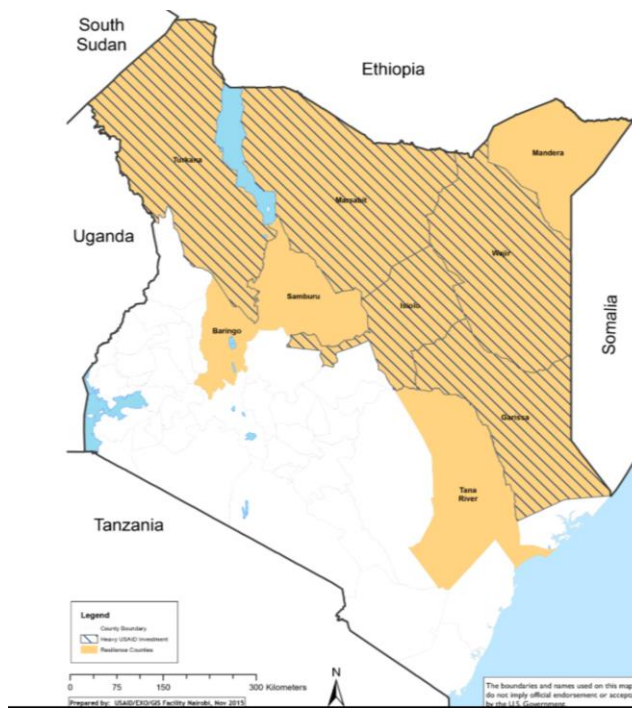 South
Sudan
Ethiopia
Mandera
Turkana
Marsabit
Uganda
Wajir
Samburu
Isiolo
Somalia
Baringo
Garissa
Tana
River
Tanzania
Legend
County Boundary
Heavy USAID Investment
Resilience Counties
N
0 75 150 300 Kilometers
Prepared by: USAID/EXO/GIS Facility Nairobi, Nov 2015
The boundaries and names used on this map
do not imply official endorsement or accepta
by the U.S. Government.